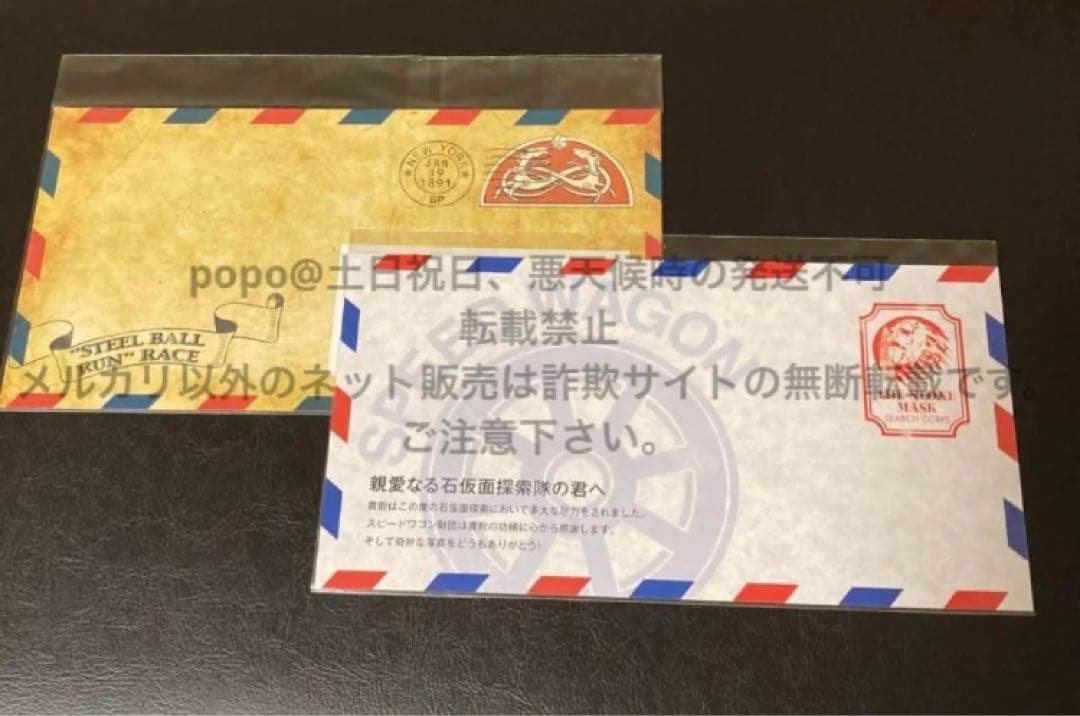 ★NEW YORK★
JAN
19
1891
GP
"STEEL BALL
RUN" RACE
popo@土日祝日、悪天候時の発送不可
転載禁止
メルカリ以外のネット販売は詐欺サイトの無断転載です。
ご注意下さい。
SPEED WAGON
MASK
SEARCH CORPS
親愛なる石仮面探索隊の君へ
貴殿はこの度の石仮面探索において多大な尽力をされました。
スピードワゴン財団は貴殿の功績に心から感謝します。
そして奇妙な写真をどうもありがとう!